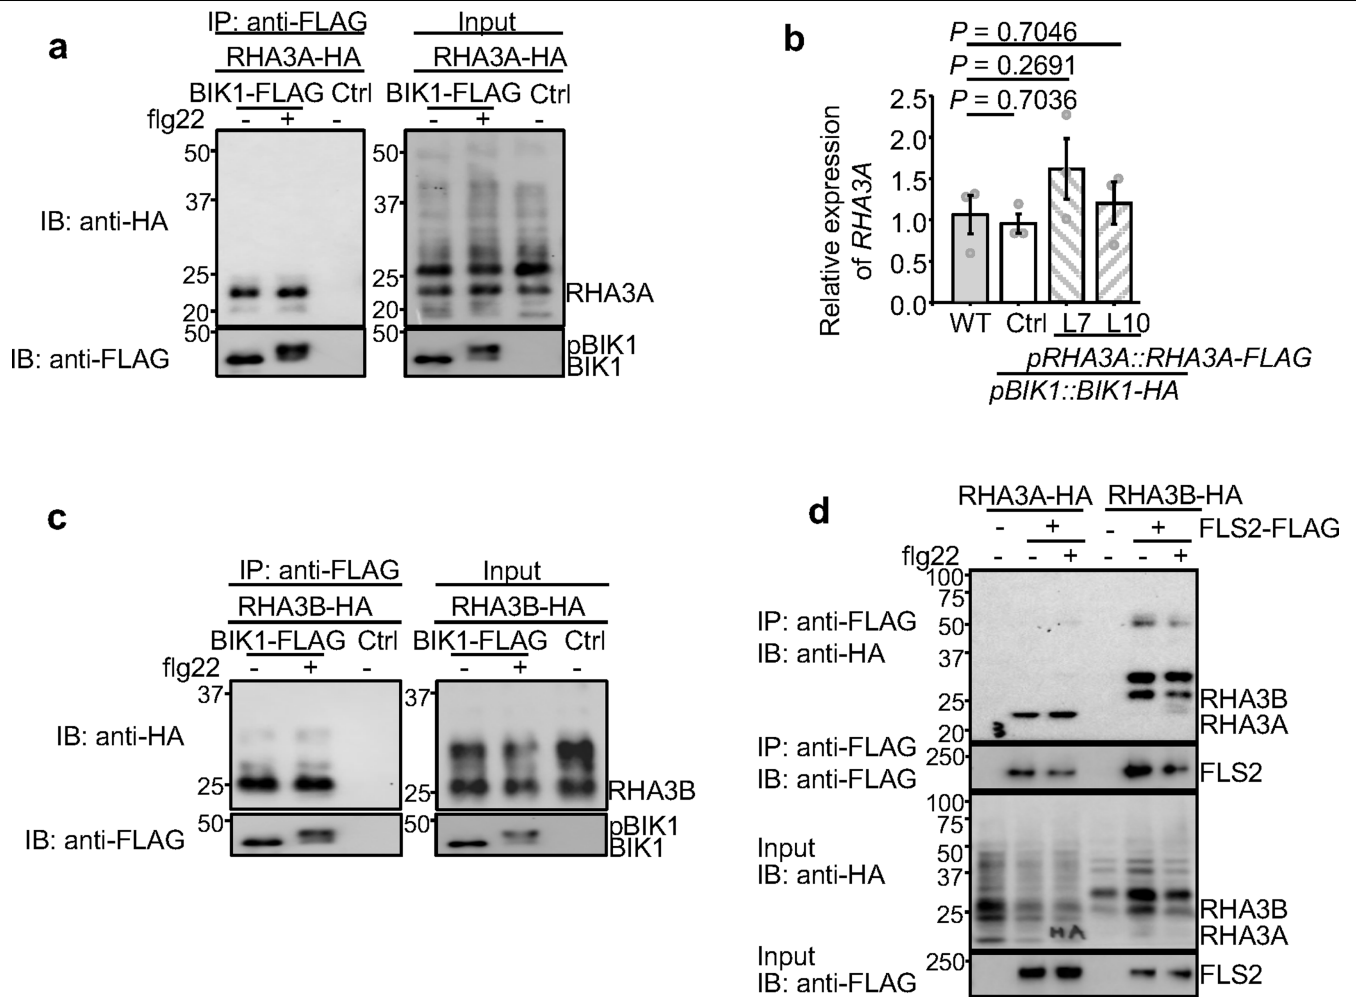 a
IP: anti-FLAG Input
RHA3A-HA RHA3A-HA
BIK1-FLAG Ctrl BIK1-FLAG Ctrl
flg22 - + - - + -
50 50
37 37
IB: anti-HA
25 25
RHA3A
20 20
50 50
pBIK1
IB: anti-FLAG
BIK1
b
P = 0.7046
P = 0.2691
P = 0.7036
Relative expression
of RHA3A
2.5
2.0
1.5
1.0
0.5
0.0
WT Ctrl L7 L10
pRHA3A::RHA3A-FLAG
pBIK1::BIK1-HA
c
IP: anti-FLAG Input
RHA3B-HA RHA3B-HA
BIK1-FLAG Ctrl BIK1-FLAG Ctrl
flg22 - + - - + -
37 37
IB: anti-HA
25 25 RHA3B
50 50 pBIK1
IB: anti-FLAG BIK1
d
RHA3A-HA RHA3B-HA
- + - + FLS2-FLAG
flg22 - - + - - +
100
75
IP: anti-FLAG
50
IB: anti-HA
37
25 RHA3B
RHA3A
20
IP: anti-FLAG
250
IB: anti-FLAG FLS2
100
75
Input 50
IB: anti-HA 37
25 RHA3B
HA RHA3A
Input
250
IB: anti-FLAG FLS2